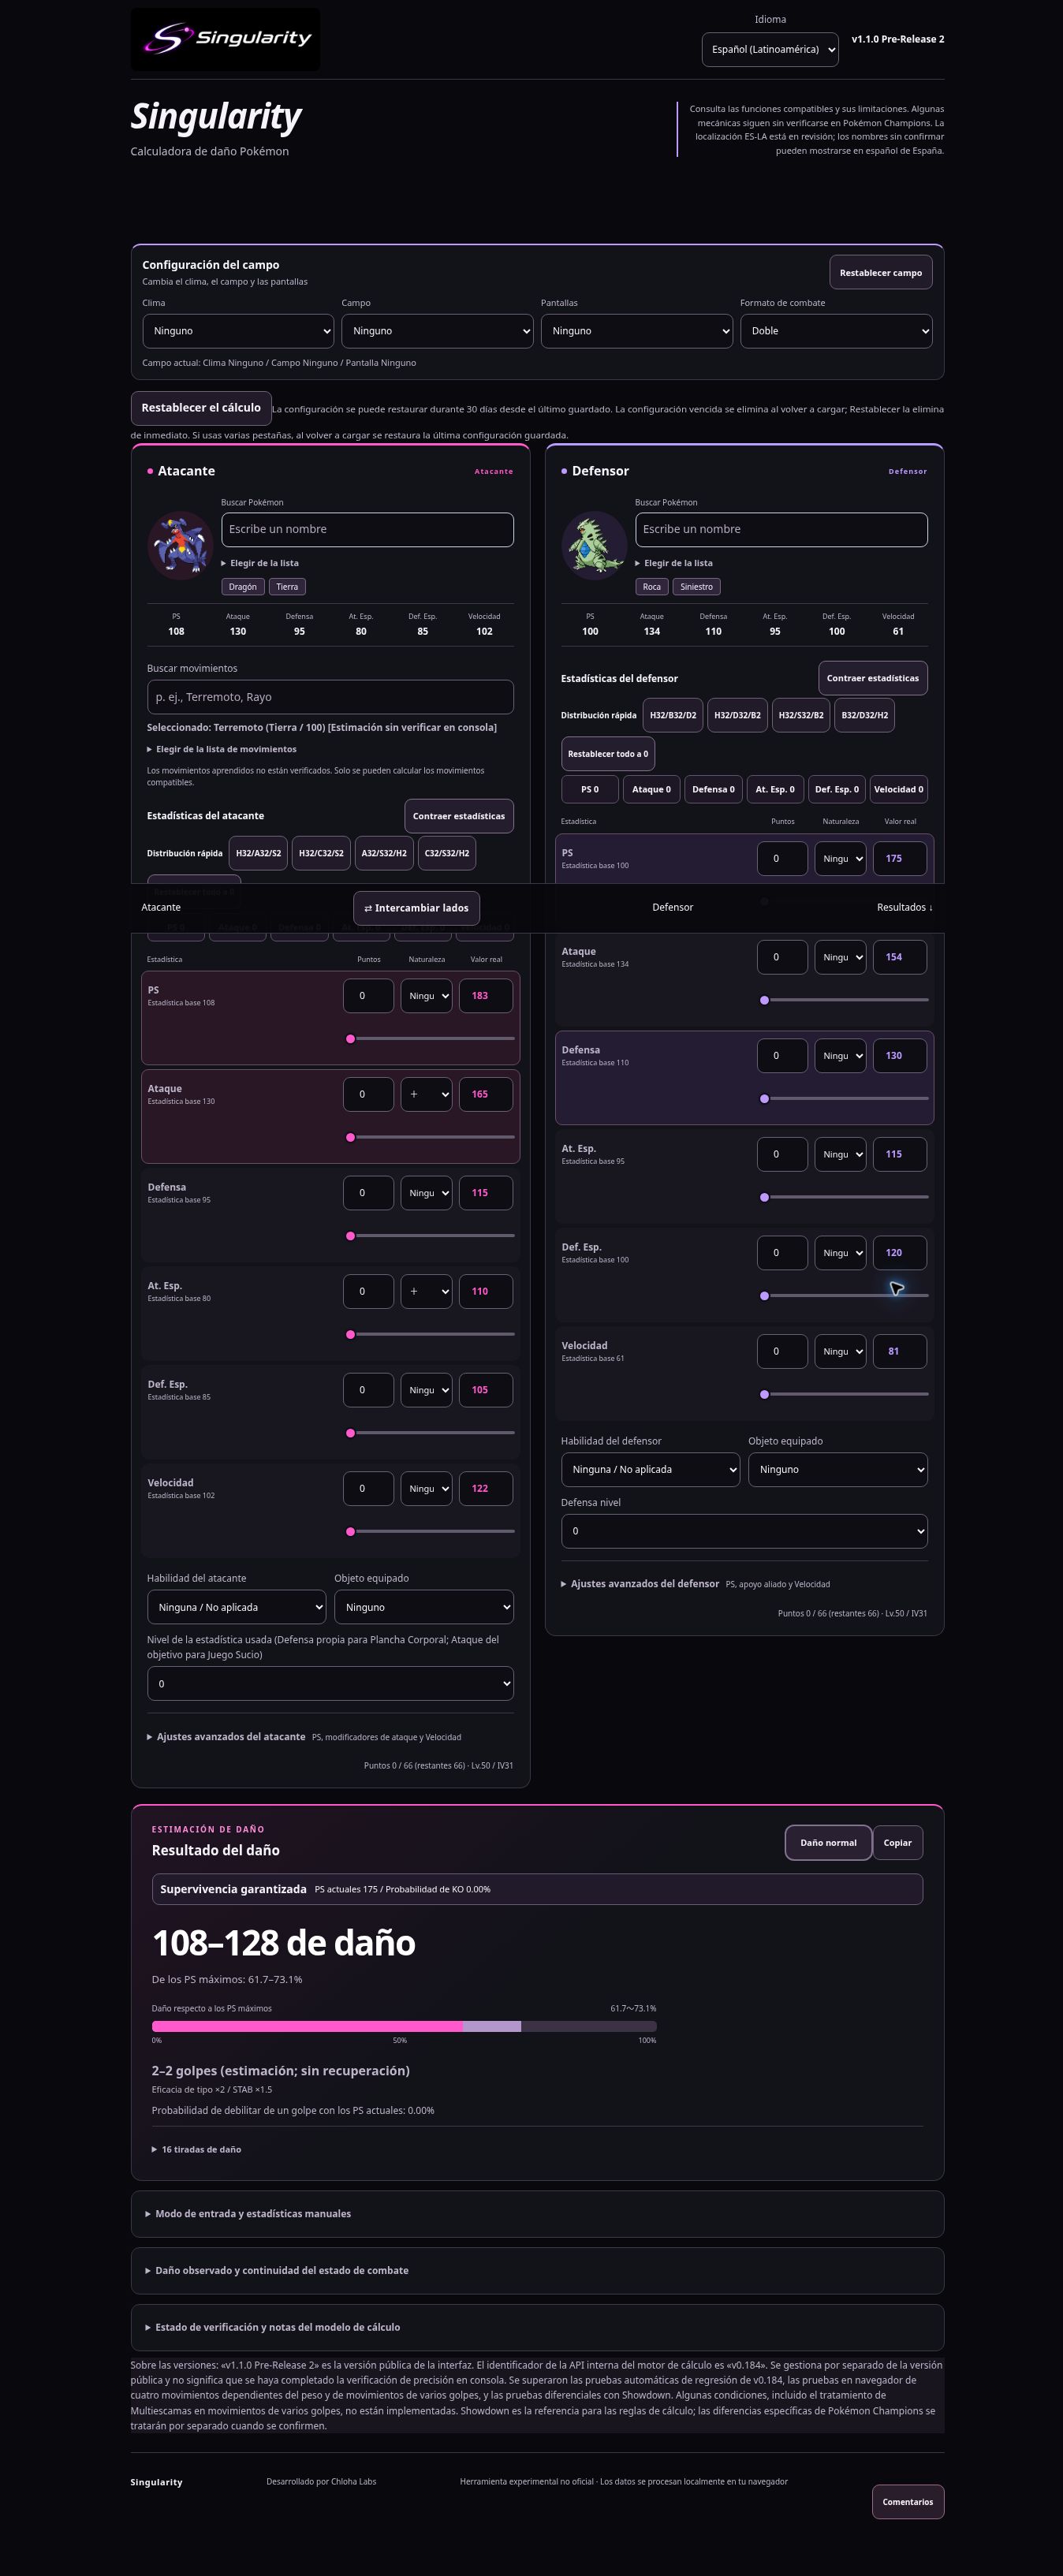 Singularity
Idioma
Español (Latinoamérica)
v1.1.0 Pre-Release 2
Singularity
Calculadora de daño Pokémon
Consulta las funciones compatibles y sus limitaciones. Algunas
mecánicas siguen sin verificarse en Pokémon Champions. La
localización ES-LA está en revisión; los nombres sin confirmar
pueden mostrarse en español de España.
Configuración del campo
Cambia el clima, el campo y las pantallas
Restablecer campo
Clima
Campo
Pantallas
Formato de combate
Ninguno
Ninguno
Ninguno
Doble
Campo actual: Clima Ninguno / Campo Ninguno / Pantalla Ninguno
Restablecer el cálculo
La configuración se puede restaurar durante 30 días desde el último guardado. La configuración vencida se elimina al volver a cargar; Restablecer la elimina
de inmediato. Si usas varias pestañas, al volver a cargar se restaura la última configuración guardada.
Atacante
Atacante
Buscar Pokémon
Escribe un nombre
▶ Elegir de la lista
Dragón
Tierra
PS Ataque Defensa At. Esp. Def. Esp. Velocidad
108 130 95 80 85 102
Buscar movimientos
p. ej., Terremoto, Rayo
Seleccionado: Terremoto (Tierra / 100) [Estimación sin verificar en consola]
▶ Elegir de la lista de movimientos
Los movimientos aprendidos no están verificados. Solo se pueden calcular los movimientos
compatibles.
Estadísticas del atacante
Contraer estadísticas
Distribución rápida
H32/A32/S2
H32/C32/S2
A32/S32/H2
C32/S32/H2
Estadística Puntos Naturaleza Valor real
PS
Estadística base 108
0 Ningu 183
Ataque
Estadística base 130
0 + 165
Defensa
Estadística base 95
0 Ningu 115
At. Esp.
Estadística base 80
0 + 110
Def. Esp.
Estadística base 85
0 Ningu 105
Velocidad
Estadística base 102
0 Ningu 122
Habilidad del atacante
Objeto equipado
Ninguna / No aplicada
Ninguno
Nivel de la estadística usada (Defensa propia para Plancha Corporal; Ataque del
objetivo para Juego Sucio)
0
▶ Ajustes avanzados del atacante PS, modificadores de ataque y Velocidad
Puntos 0 / 66 (restantes 66) · Lv.50 / IV31
Defensor
Defensor
Buscar Pokémon
Escribe un nombre
▶ Elegir de la lista
Roca
Siniestro
PS Ataque Defensa At. Esp. Def. Esp. Velocidad
100 134 110 95 100 61
Estadísticas del defensor
Contraer estadísticas
Distribución rápida
H32/B32/D2
H32/D32/B2
H32/S32/B2
B32/D32/H2
Restablecer todo a 0
PS 0
Ataque 0
Defensa 0
At. Esp. 0
Def. Esp. 0
Velocidad 0
Estadística Puntos Naturaleza Valor real
PS
Estadística base 100
0 Ningu 175
Atacante
⇄ Intercambiar lados
Defensor
Resultados ↓
Ataque
Estadística base 134
0 Ningu 154
Defensa
Estadística base 110
0 Ningu 130
At. Esp.
Estadística base 95
0 Ningu 115
Def. Esp.
Estadística base 100
0 Ningu 120
Velocidad
Estadística base 61
0 Ningu 81
Habilidad del defensor
Objeto equipado
Ninguna / No aplicada
Ninguno
Defensa nivel
0
▶ Ajustes avanzados del defensor PS, apoyo aliado y Velocidad
Puntos 0 / 66 (restantes 66) · Lv.50 / IV31
ESTIMACIÓN DE DAÑO
Resultado del daño
Daño normal
Copiar
Supervivencia garantizada PS actuales 175 / Probabilidad de KO 0.00%
108–128 de daño
De los PS máximos: 61.7–73.1%
Daño respecto a los PS máximos
61.7〜73.1%
0% 50% 100%
2–2 golpes (estimación; sin recuperación)
Eficacia de tipo ×2 / STAB ×1.5
Probabilidad de debilitar de un golpe con los PS actuales: 0.00%
▶ 16 tiradas de daño
▶ Modo de entrada y estadísticas manuales
▶ Daño observado y continuidad del estado de combate
▶ Estado de verificación y notas del modelo de cálculo
Sobre las versiones: «v1.1.0 Pre-Release 2» es la versión pública de la interfaz. El identificador de la API interna del motor de cálculo es «v0.184». Se gestiona por separado de la versión
pública y no significa que se haya completado la verificación de precisión en consola. Se superaron las pruebas automáticas de regresión de v0.184, las pruebas en navegador de
cuatro movimientos dependientes del peso y de movimientos de varios golpes, y las pruebas diferenciales con Showdown. Algunas condiciones, incluido el tratamiento de
Multiescamas en movimientos de varios golpes, no están implementadas. Showdown es la referencia para las reglas de cálculo; las diferencias específicas de Pokémon Champions se
tratarán por separado cuando se confirmen.
Singularity
Desarrollado por Chloha Labs
Herramienta experimental no oficial · Los datos se procesan localmente en tu navegador
Comentarios